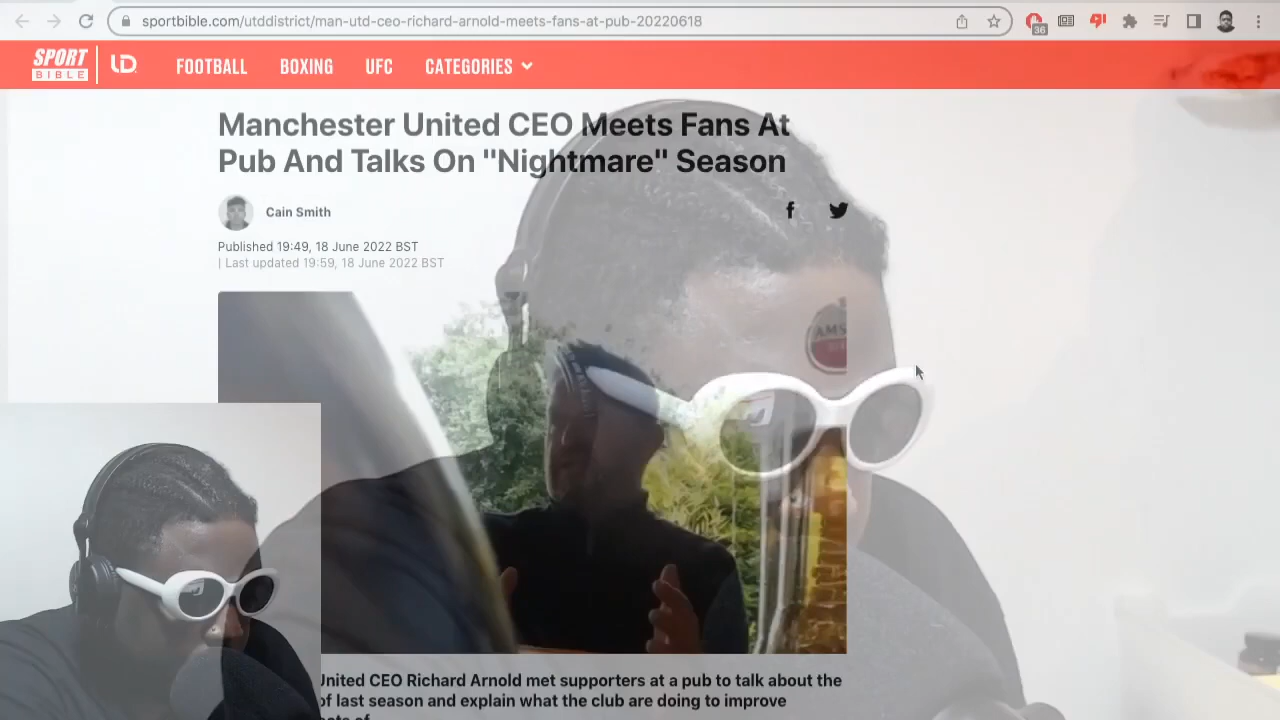 sportbible.com/utddistrict/man-utd-ceo-richard-arnold-meets-fans-at-pub-20220618
36
SPORT
BIBLE
UD
FOOTBALL
BOXING
UFC
CATEGORIES
Manchester United CEO Meets Fans At
Pub And Talks On "Nightmare" Season
Cain Smith
Published 19:49, 18 June 2022 BST
| Last updated 19:59, 18 June 2022 BST
AMS
United CEO Richard Arnold met supporters at a pub to talk about the
of last season and explain what the club are doing to improve